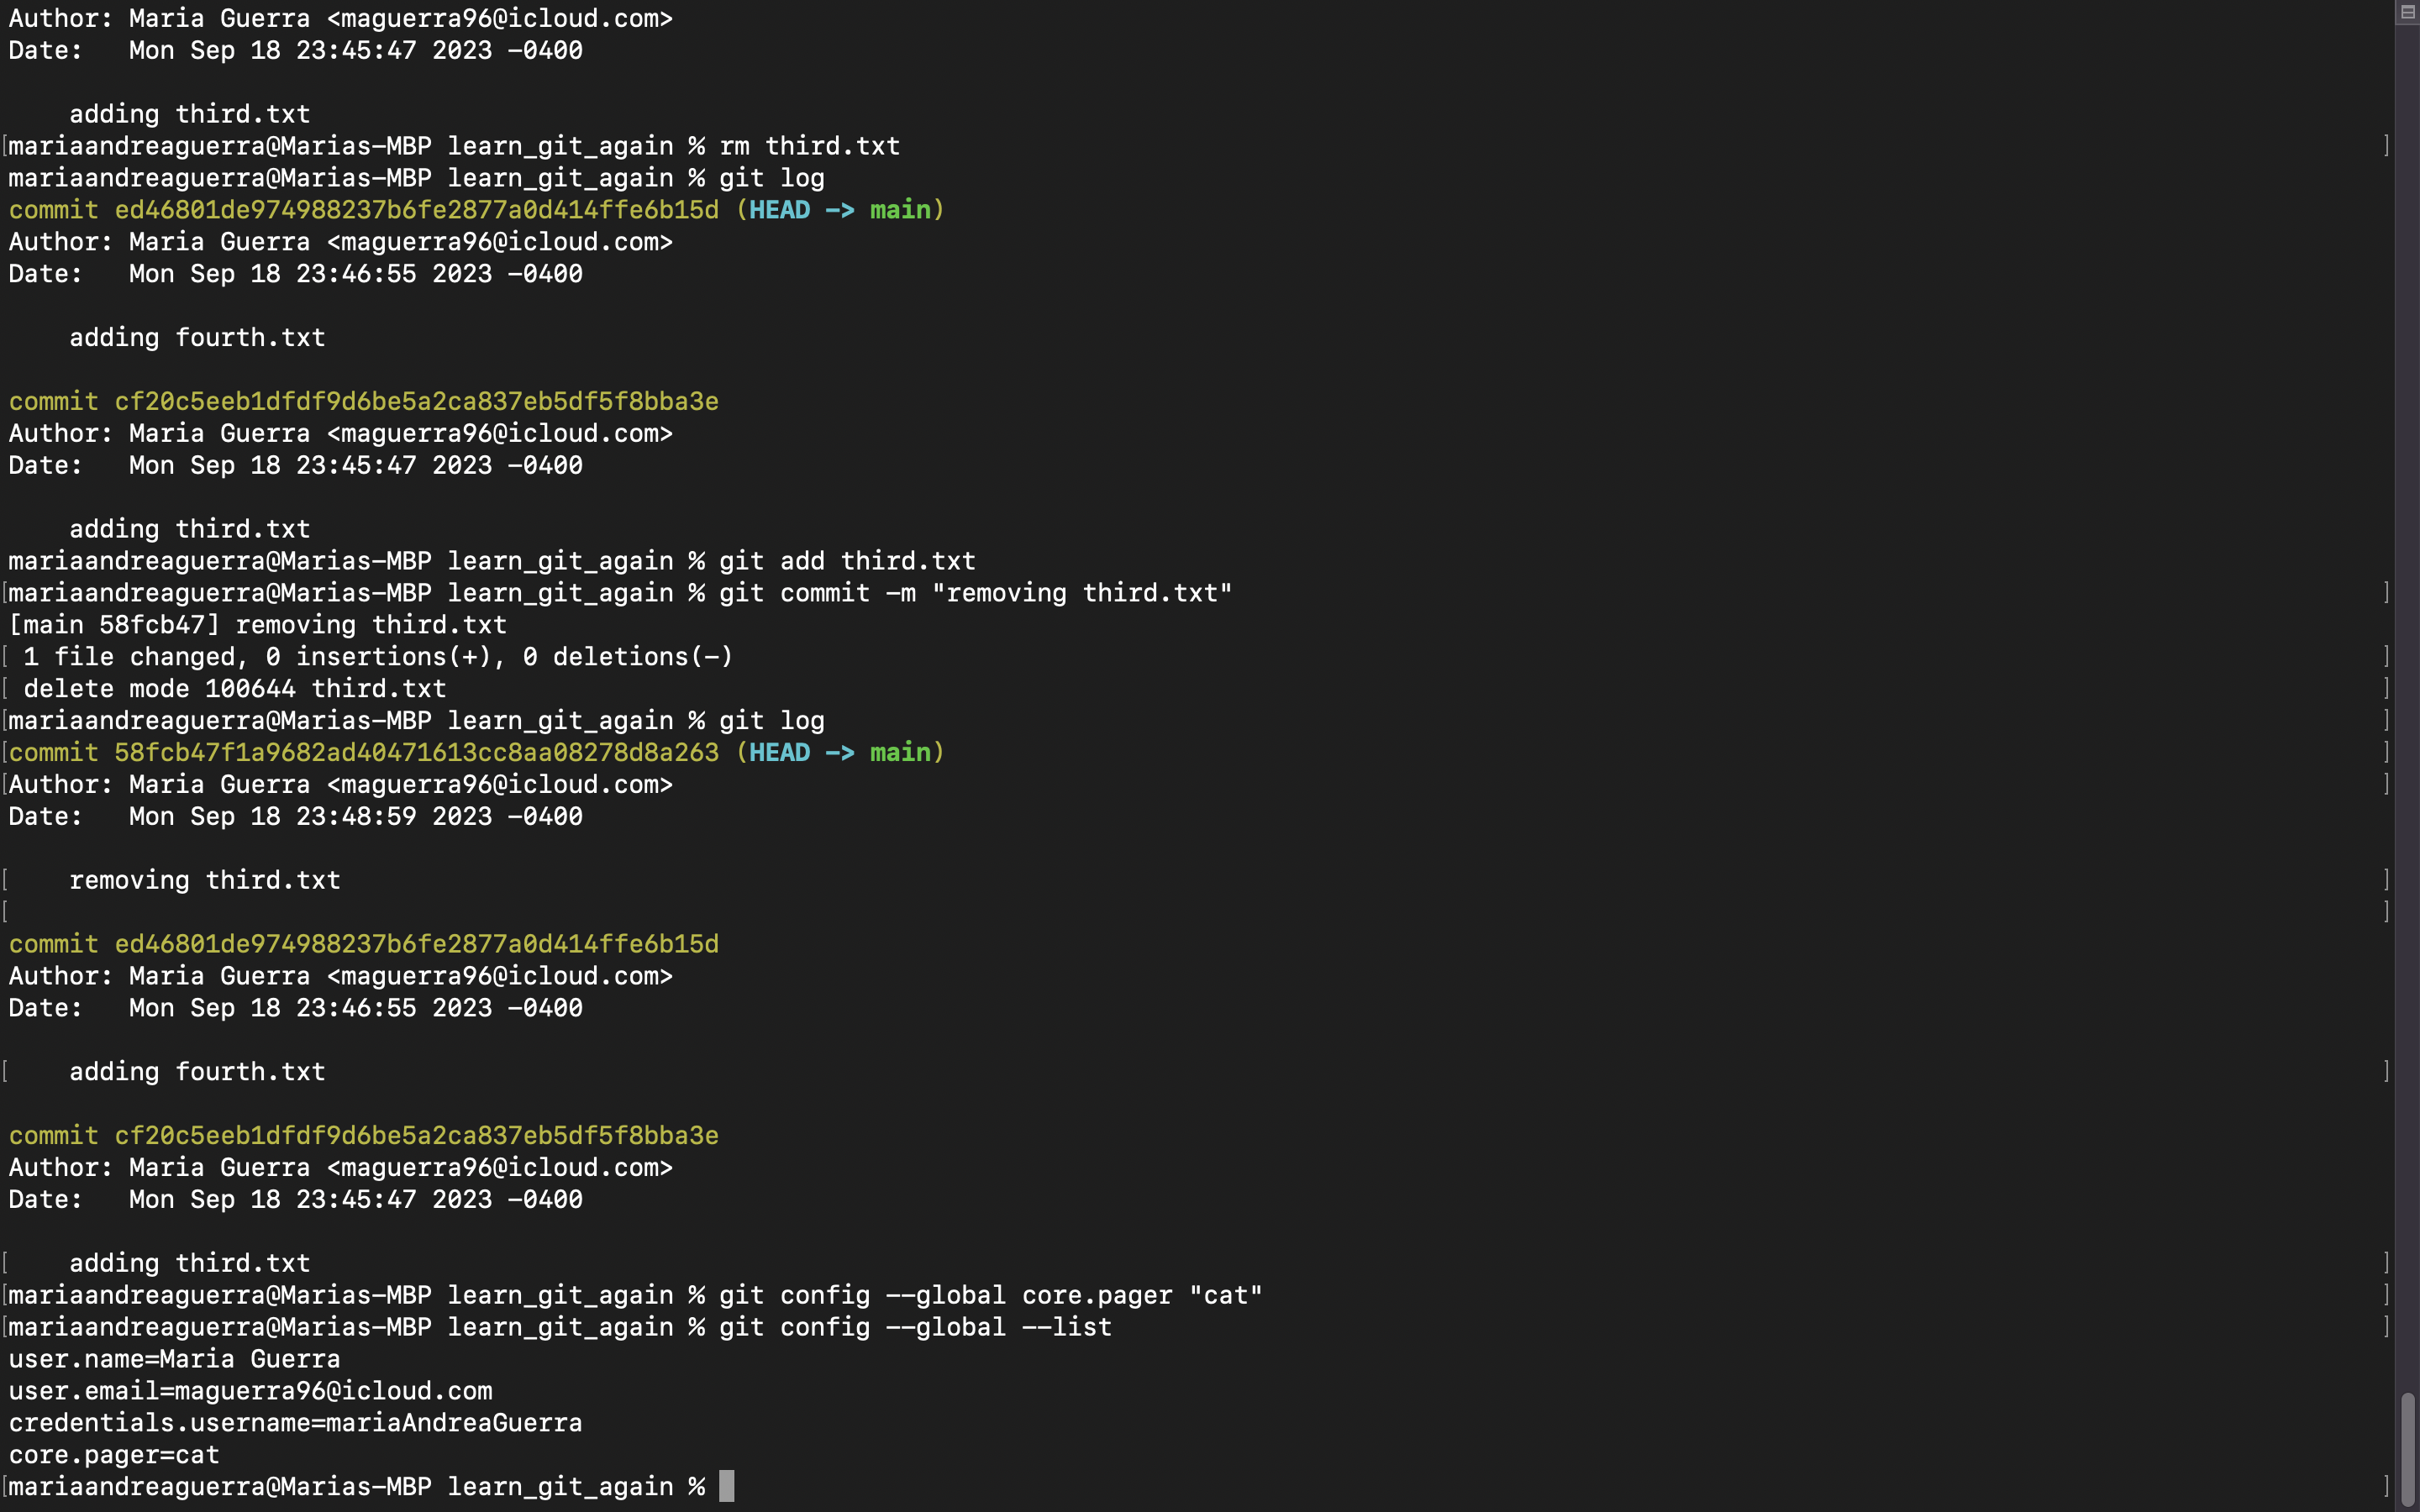 Author: Maria Guerra <maguerra96@icloud.com>
Date:   Mon Sep 18 23:45:47 2023 -0400
    adding third.txt
[mariaandreaguerra@Marias-MBP learn_git_again % rm third.txt ]
mariaandreaguerra@Marias-MBP learn_git_again % git log
commit ed46801de974988237b6fe2877a0d414ffe6b15d (HEAD -> main)
Author: Maria Guerra <maguerra96@icloud.com>
Date:   Mon Sep 18 23:46:55 2023 -0400
    adding fourth.txt
commit cf20c5eeb1dfdf9d6be5a2ca837eb5df5f8bba3e
Author: Maria Guerra <maguerra96@icloud.com>
Date:   Mon Sep 18 23:45:47 2023 -0400
    adding third.txt
mariaandreaguerra@Marias-MBP learn_git_again % git add third.txt
[mariaandreaguerra@Marias-MBP learn_git_again % git commit -m "removing third.txt" ]
[main 58fcb47] removing third.txt
[ 1 file changed, 0 insertions(+), 0 deletions(-) ]
[ delete mode 100644 third.txt ]
[mariaandreaguerra@Marias-MBP learn_git_again % git log ]
[commit 58fcb47f1a9682ad40471613cc8aa08278d8a263 (HEAD -> main) ]
[Author: Maria Guerra <maguerra96@icloud.com> ]
Date:   Mon Sep 18 23:48:59 2023 -0400
[    removing third.txt ]
[ ]
commit ed46801de974988237b6fe2877a0d414ffe6b15d
Author: Maria Guerra <maguerra96@icloud.com>
Date:   Mon Sep 18 23:46:55 2023 -0400
[    adding fourth.txt ]
commit cf20c5eeb1dfdf9d6be5a2ca837eb5df5f8bba3e
Author: Maria Guerra <maguerra96@icloud.com>
Date:   Mon Sep 18 23:45:47 2023 -0400
[    adding third.txt ]
[mariaandreaguerra@Marias-MBP learn_git_again % git config --global core.pager "cat" ]
[mariaandreaguerra@Marias-MBP learn_git_again % git config --global --list ]
user.name=Maria Guerra
user.email=maguerra96@icloud.com
credentials.username=mariaAndreaGuerra
core.pager=cat
[mariaandreaguerra@Marias-MBP learn_git_again % ]